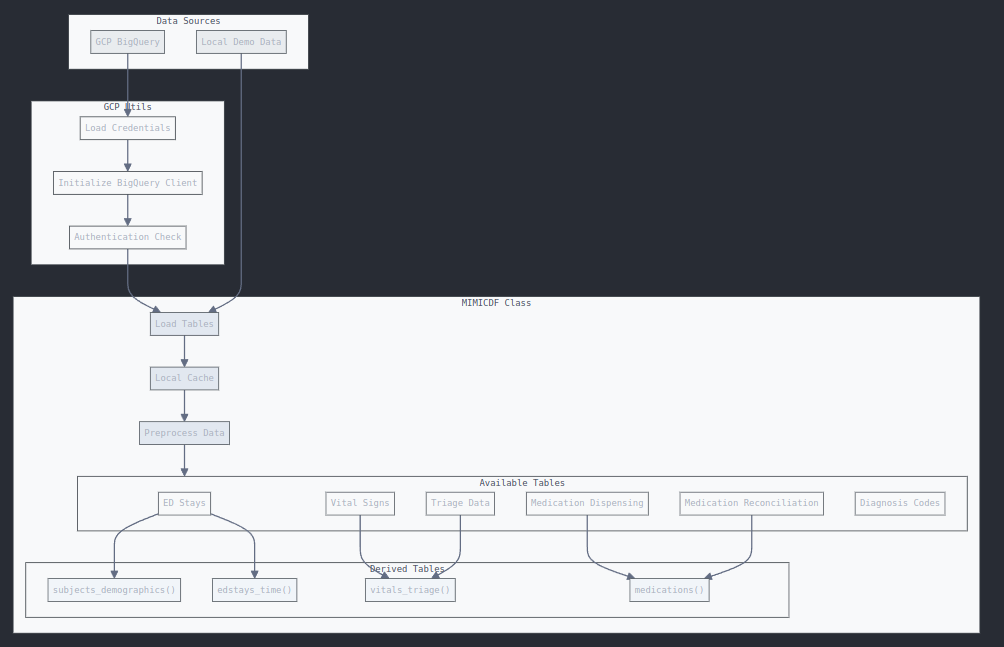 Data Sources
GCP BigQuery
Local Demo Data
GCP Utils
Load Credentials
Initialize BigQuery Client
Authentication Check
MIMICDF Class
Load Tables
Local Cache
Preprocess Data
Available Tables
ED Stays
Vital Signs
Triage Data
Medication Dispensing
Medication Reconciliation
Diagnosis Codes
Derived Tables
subjects_demographics()
edstays_time()
vitals_triage()
medications()